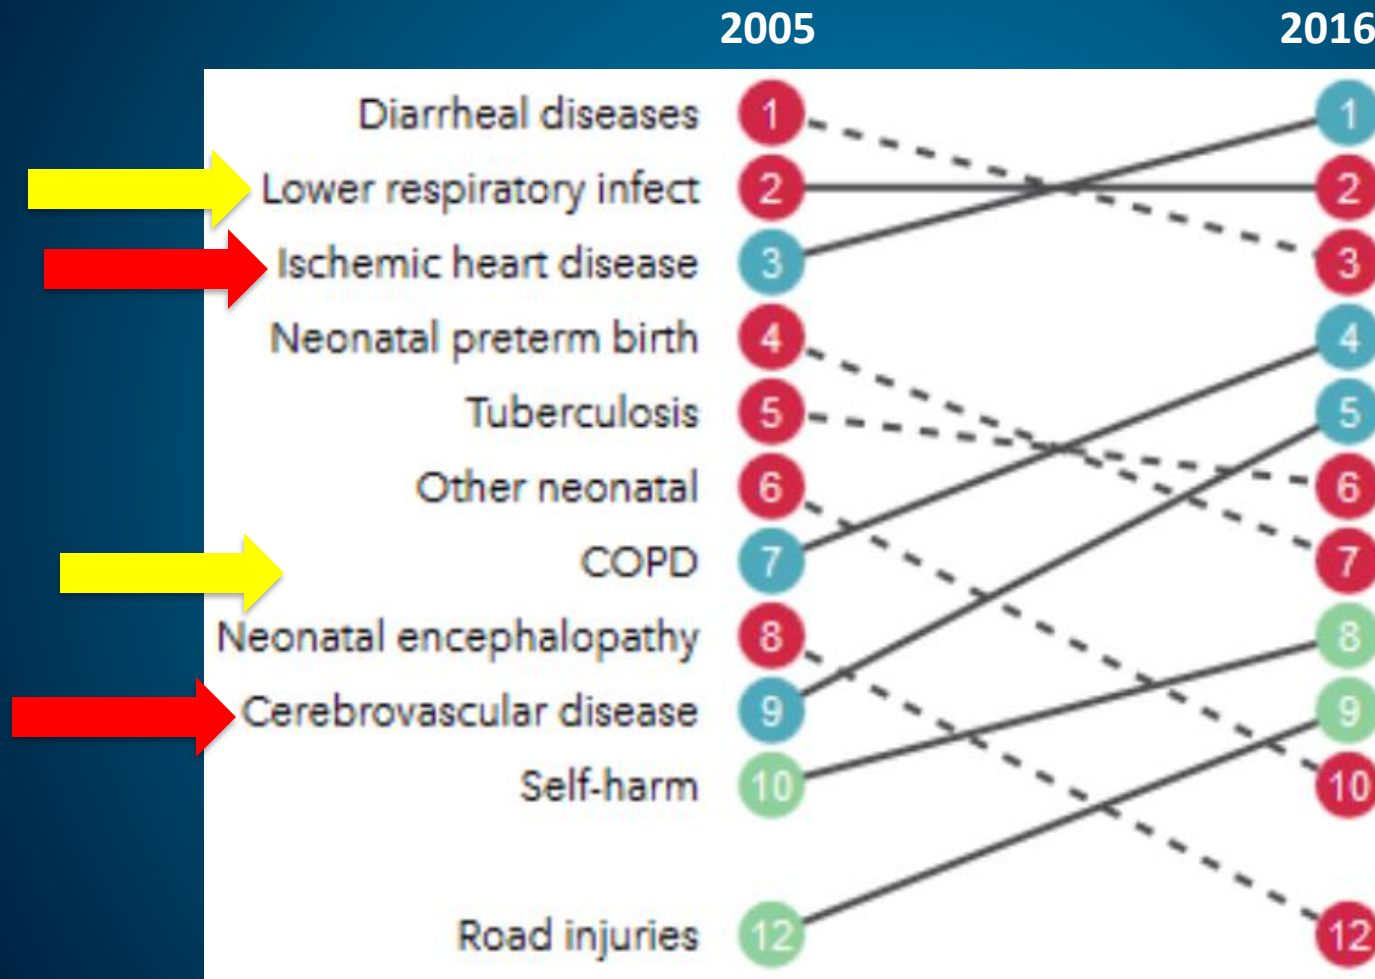 2005 2016
Diarrheal diseases 1 1
Lower respiratory infect 2 2
Ischemic heart disease 3 3
Neonatal preterm birth 4 4
Tuberculosis 5 5
Other neonatal 6 6
COPD 7 7
Neonatal encephalopathy 8 8
Cerebrovascular disease 9 9
Self-harm 10 10
Road injuries 12 12